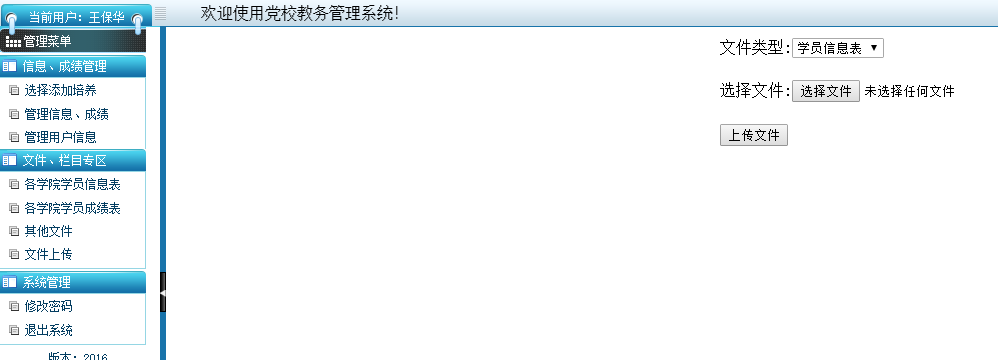 当前用户：王保华
欢迎使用党校教务管理系统!
管理菜单
信息、成绩管理
选择添加培养
管理信息、成绩
管理用户信息
文件、栏目专区
各学院学员信息表
各学院学员成绩表
其他文件
文件上传
系统管理
修改密码
退出系统
版本：2016
文件类型:学员信息表
选择文件:选择文件 未选择任何文件
上传文件